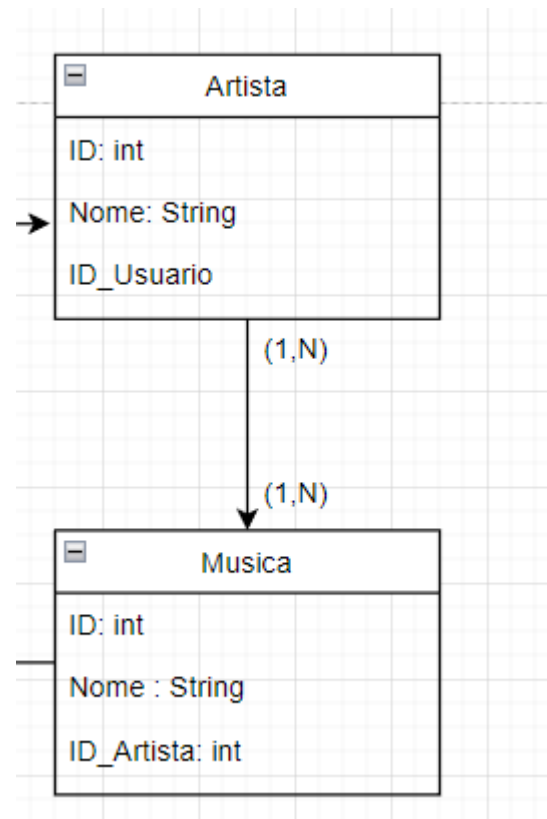 Artista
ID: int
Nome: String
ID_Usuario
(1,N)
(1,N)
Musica
ID: int
Nome : String
ID_Artista: int